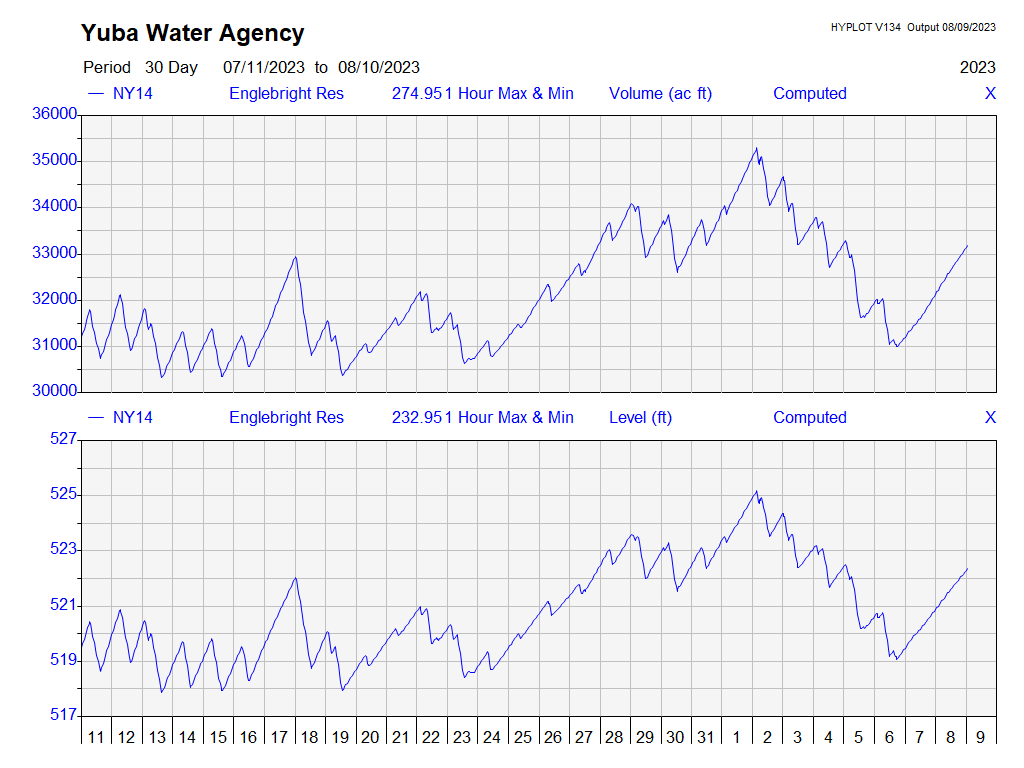 Yuba Water Agency
HYPLOT V134 Output 08/09/2023
Period 30 Day 07/11/2023 to 08/10/2023 2023
NY14 Englebright Res 274.951 Hour Max & Min Volume (ac ft) Computed X
36000
35000
34000
33000
32000
31000
30000
NY14 Englebright Res 232.951 Hour Max & Min Level (ft) Computed X
527
525
523
521
519
517
11 12 13 14 15 16 17 18 19 20 21 22 23 24 25 26 27 28 29 30 31 1 2 3 4 5 6 7 8 9